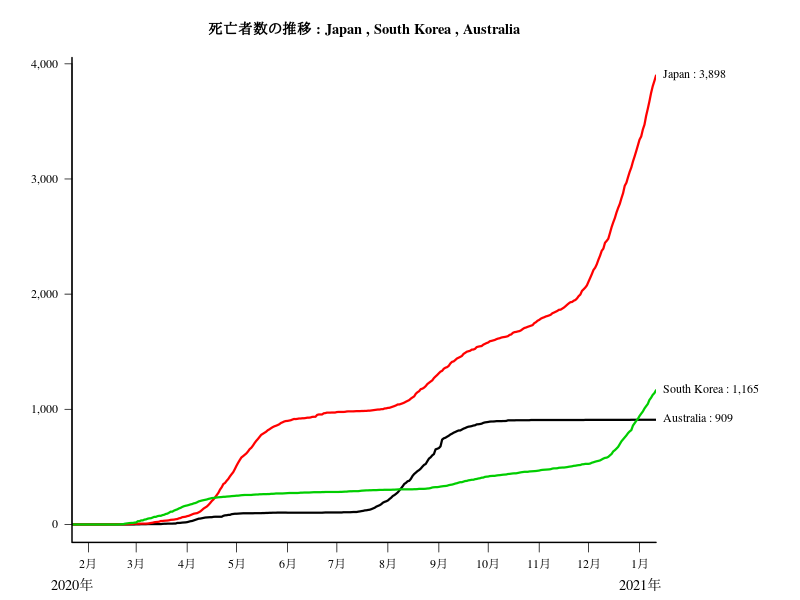 死亡者数の推移 : Japan , South Korea , Australia
4,000
3,000
2,000
1,000
0
Japan : 3,898
South Korea : 1,165
Australia : 909
2月 3月 4月 5月 6月 7月 8月 9月 10月 11月 12月 1月
2020年 2021年